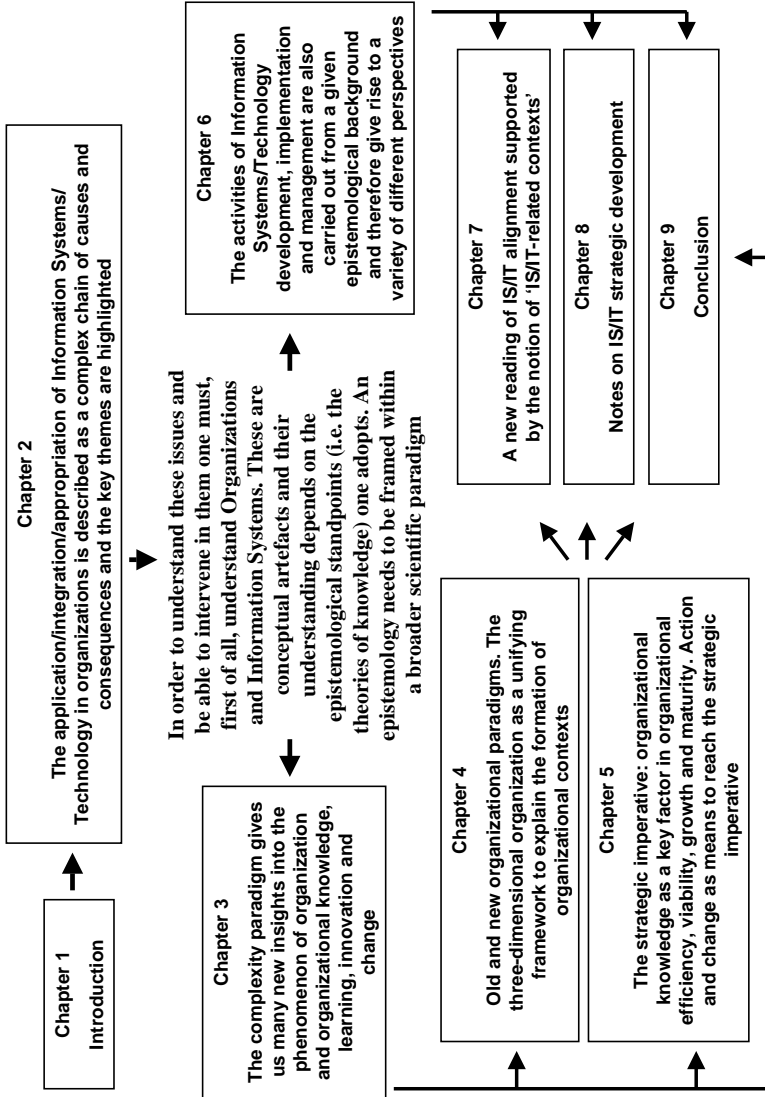 Chapter 1
Introduction
Chapter 2
The application/integration/appropriation of Information Systems/
Technology in organizations is described as a complex chain of causes and
consequences and the key themes are highlighted
In order to understand these issues and
be able to intervene in them one must,
first of all, understand Organizations
and Information Systems. These are
conceptual artefacts and their
understanding depends on the
epistemological standpoints (i.e. the
theories of knowledge) one adopts. An
epistemology needs to be framed within
a broader scientific paradigm
Chapter 3
The complexity paradigm gives
us many new insights into the
phenomenon of organization
and organizational knowledge,
learning, innovation and
change
Chapter 6
The activities of Information
Systems/Technology
development, implementation
and management are also
carried out from a given
epistemological background
and therefore give rise to a
variety of different perspectives
Chapter 4
Old and new organizational paradigms. The
three-dimensional organization as a unifying
framework to explain the formation of
organizational contexts
Chapter 5
The strategic imperative: organizational
knowledge as a key factor in organizational
efficiency, viability, growth and maturity. Action
and change as means to reach the strategic
imperative
Chapter 7
A new reading of IS/IT alignment supported
by the notion of ‘IS/IT-related contexts’
Chapter 8
Notes on IS/IT strategic development
Chapter 9
Conclusion